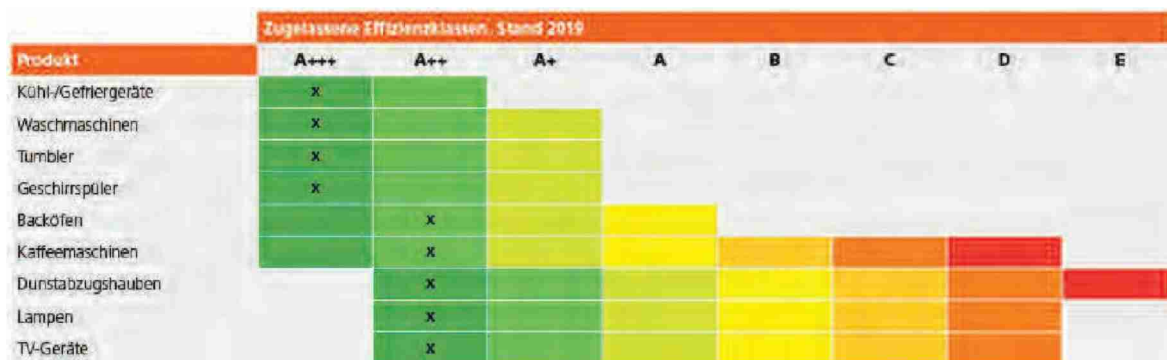 Zugelassene Effizienzklassen, Stand 2019
Produkt A+++ A++ A+ A B C D E
Kühl-/Gefriergeräte x
Waschmaschinen x
Tumbler x
Geschirrspüler x
Backöfen x
Kaffeemaschinen x
Dunstabzugshauben x
Lampen x
TV-Geräte x